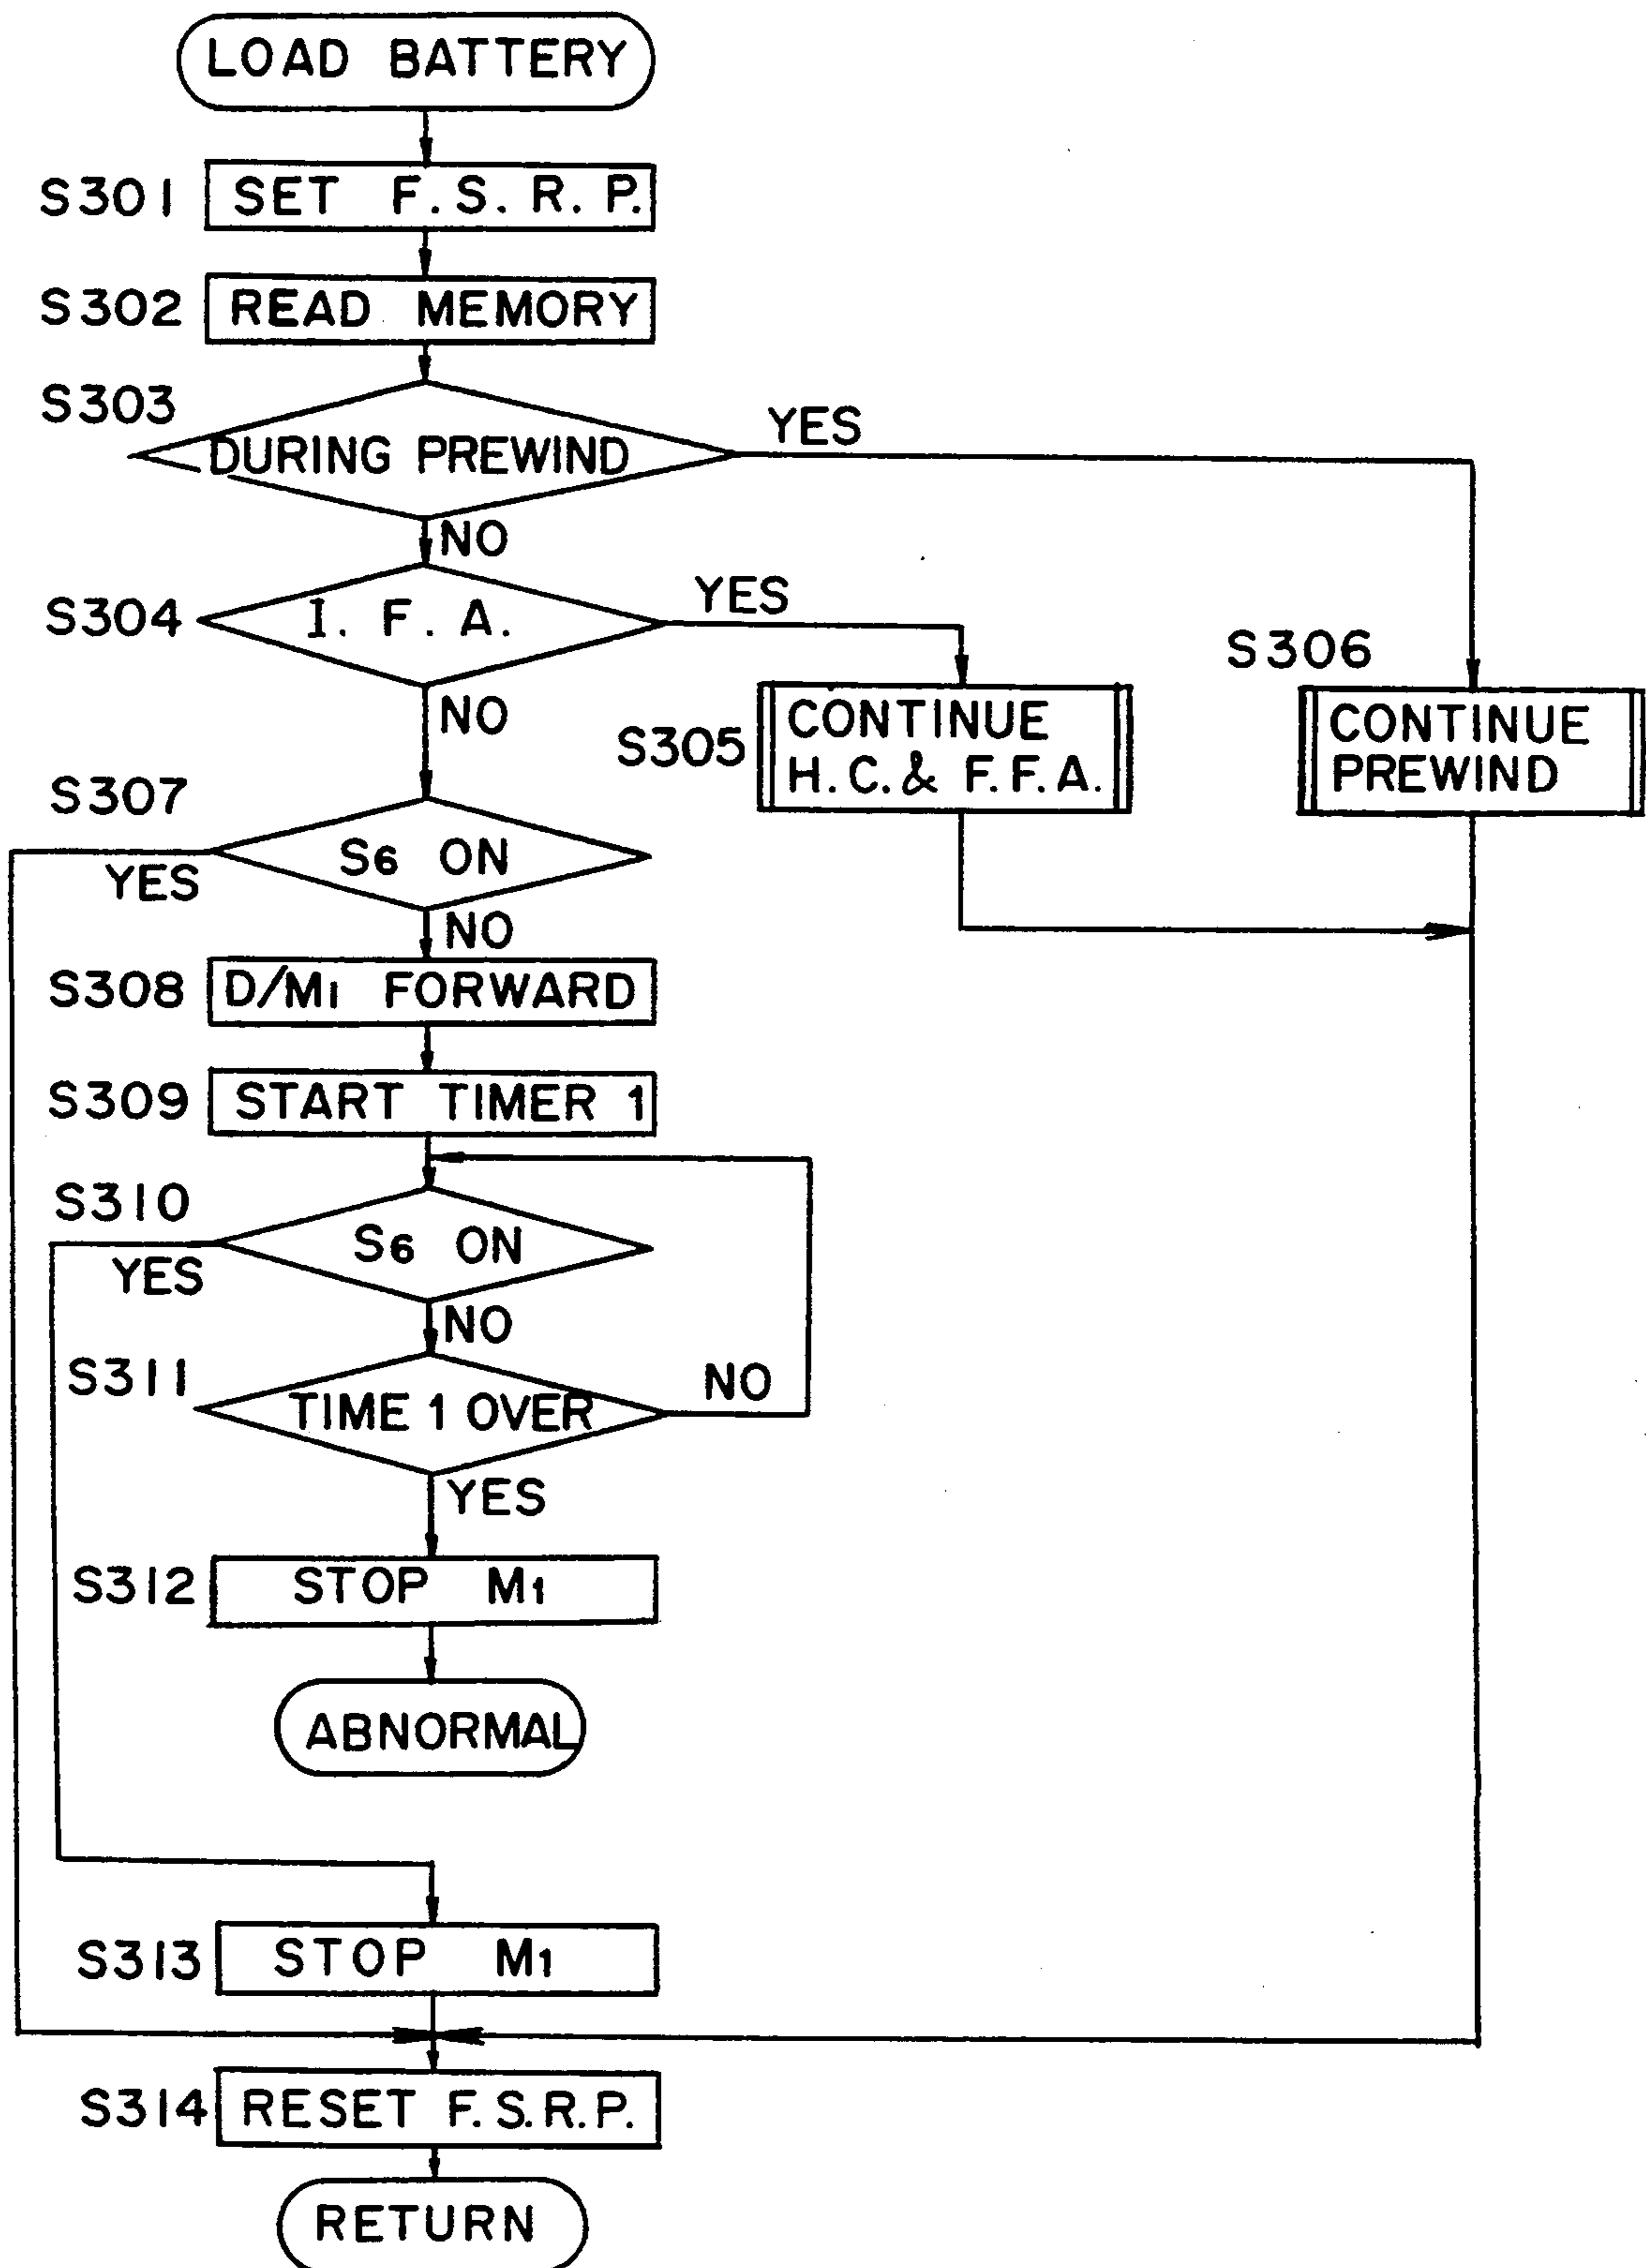 LOAD BATTERY
S301 SET F.S.R.P.
S302 READ MEMORY
S303
DURING PREWIND
YES
NO
S304
I. F. A.
YES
NO
S305
CONTINUE
H.C.& F.F.A.
S306
CONTINUE
PREWIND
S307
S6 ON
YES
NO
S308 D/M1 FORWARD
S309 START TIMER 1
S310
S6 ON
YES
NO
S311
TIME 1 OVER
NO
YES
S312 STOP M1
ABNORMAL
S313 STOP M1
S314 RESET F.S.R.P.
RETURN